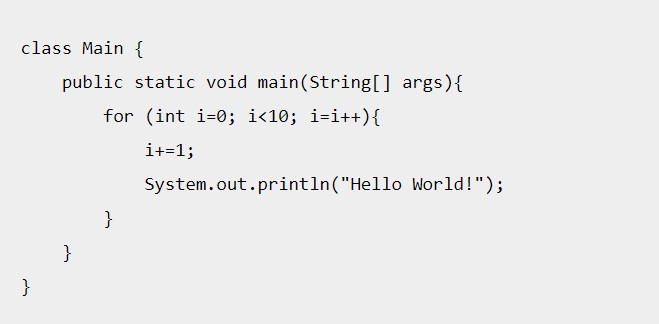 class Main {
    public static void main(String[] args){
        for (int i=0; i<10; i=i++){
            i+=1;
            System.out.println("Hello World!");
        }
    }
}